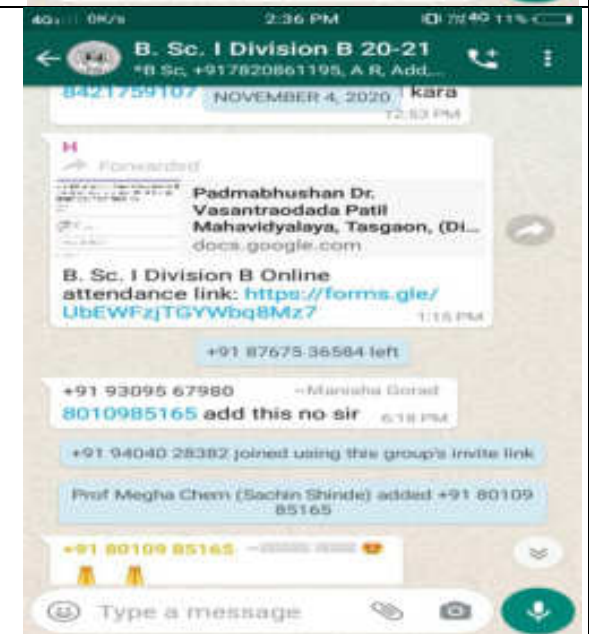 4G 0K/s 2:36 PM 4G 11%
B. Sc. I Division B 20-21
*B Sc, +917820861195, A R, Add...
8421759107 kara
NOVEMBER 4, 2020
12:53 PM
H
Forwarded
Padmabhushan Dr.
Vasantraodada Patil
Mahavidyalaya, Tasgaon, (Di...
docs.google.com
B. Sc. I Division B Online
attendance link: https://forms.gle/
UbEWFzjTGYWbq8Mz7
1:15 PM
+91 87675 36584 left
+91 93095 67980 ~Manisha Gorad
8010985165 add this no sir 6:18 PM
+91 94040 28382 joined using this group's invite link
Prof Megha Chem (Sachin Shinde) added +91 80109
85165
+91 80109 85165
Type a message